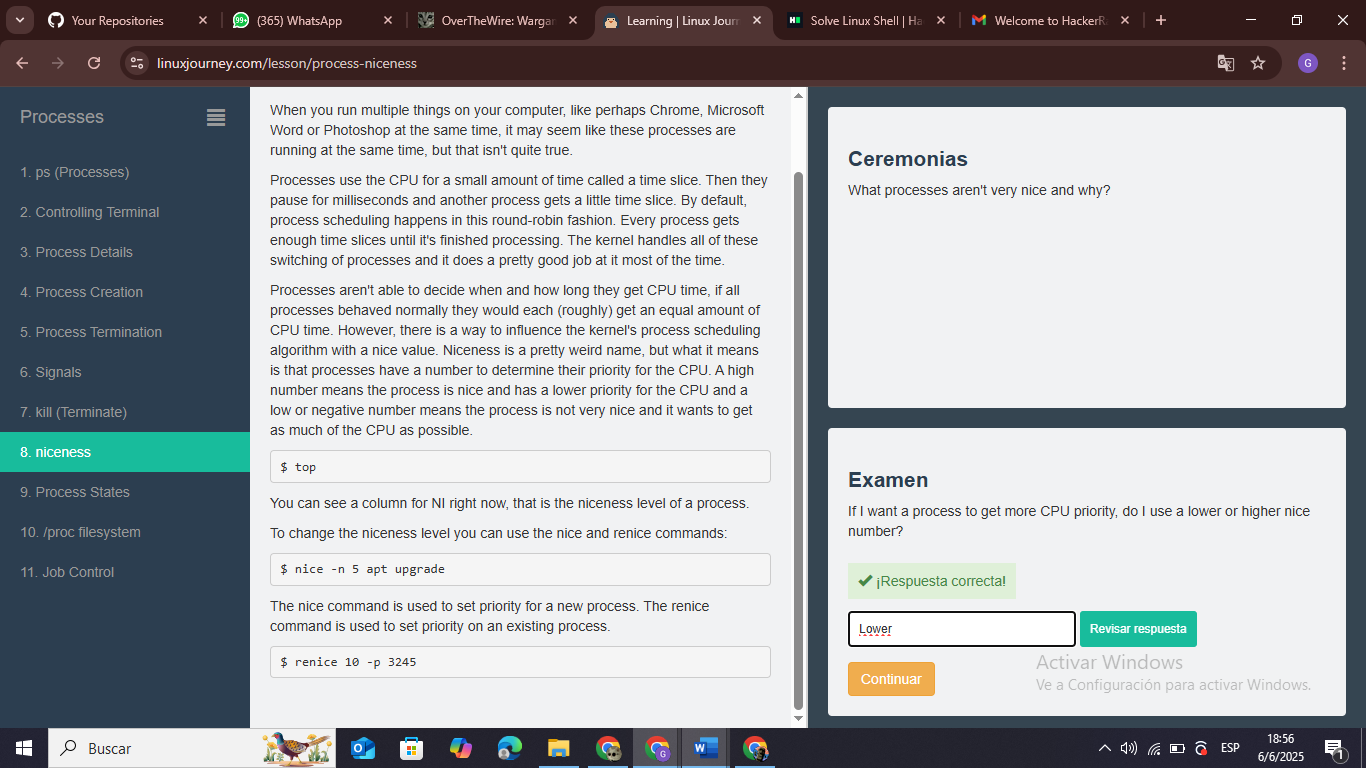 Your Repositories
99+
(365) WhatsApp
OverTheWire: Wargar
Learning | Linux Jour
Solve Linux Shell | Ha
Welcome to HackerR
linuxjourney.com/lesson/process-niceness
G
Processes
1. ps (Processes)
2. Controlling Terminal
3. Process Details
4. Process Creation
5. Process Termination
6. Signals
7. kill (Terminate)
8. niceness
9. Process States
10. /proc filesystem
11. Job Control
When you run multiple things on your computer, like perhaps Chrome, Microsoft
Word or Photoshop at the same time, it may seem like these processes are
running at the same time, but that isn't quite true.
Processes use the CPU for a small amount of time called a time slice. Then they
pause for milliseconds and another process gets a little time slice. By default,
process scheduling happens in this round-robin fashion. Every process gets
enough time slices until it's finished processing. The kernel handles all of these
switching of processes and it does a pretty good job at it most of the time.
Processes aren't able to decide when and how long they get CPU time, if all
processes behaved normally they would each (roughly) get an equal amount of
CPU time. However, there is a way to influence the kernel's process scheduling
algorithm with a nice value. Niceness is a pretty weird name, but what it means
is that processes have a number to determine their priority for the CPU. A high
number means the process is nice and has a lower priority for the CPU and a
low or negative number means the process is not very nice and it wants to get
as much of the CPU as possible.
$ top
You can see a column for NI right now, that is the niceness level of a process.
To change the niceness level you can use the nice and renice commands:
$ nice -n 5 apt upgrade
The nice command is used to set priority for a new process. The renice
command is used to set priority on an existing process.
$ renice 10 -p 3245
Ceremonias
What processes aren't very nice and why?
Examen
If I want a process to get more CPU priority, do I use a lower or higher nice
number?
¡Respuesta correcta!
Lower
Revisar respuesta
Continuar
Activar Windows
Ve a Configuración para activar Windows.
Buscar
ESP
18:56
6/6/2025
1